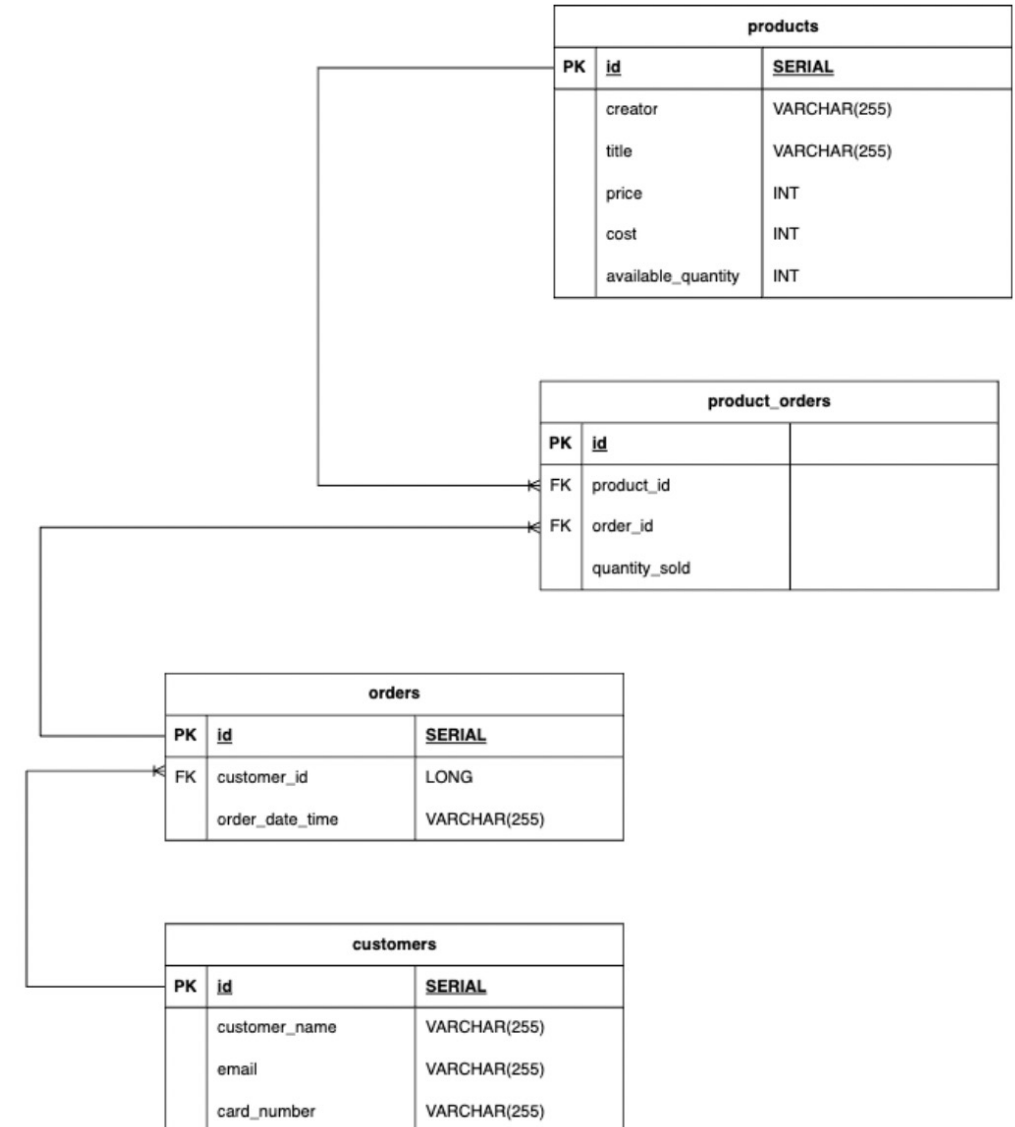 products
PK id SERIAL
creator VARCHAR(255)
title VARCHAR(255)
price INT
cost INT
available_quantity INT
product_orders
PK id
FK product_id
FK order_id
quantity_sold
orders
PK id SERIAL
FK customer_id LONG
order_date_time VARCHAR(255)
customers
PK id SERIAL
customer_name VARCHAR(255)
email VARCHAR(255)
card_number VARCHAR(255)